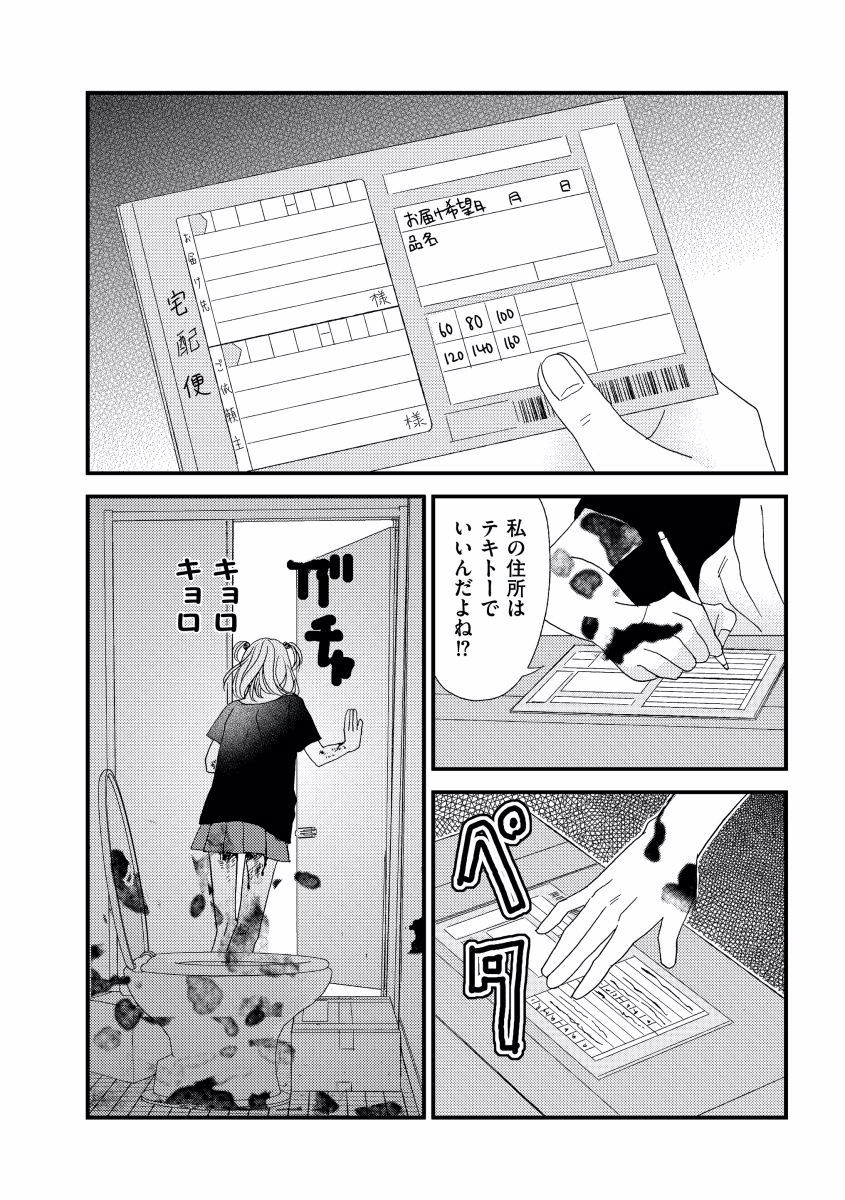 宅配便
お届け先
様
ご依頼主
様
お届け希望日 月 日
品名
60 80 100
120 140 160
私の住所は
テキトーで
いいんだよね!?
ペタ
ガチャ
キョロ
キョロ